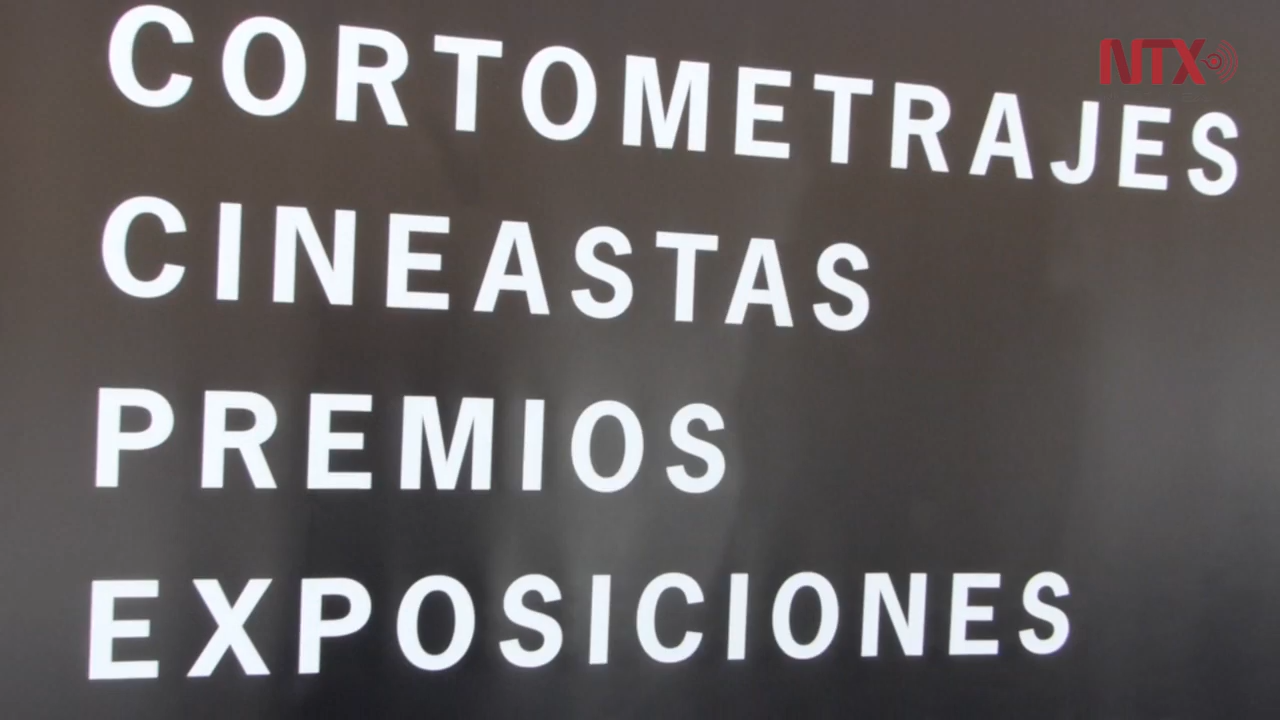 NTX
CORTOMETRAJES
CINEASTAS
PREMIOS
EXPOSICIONES